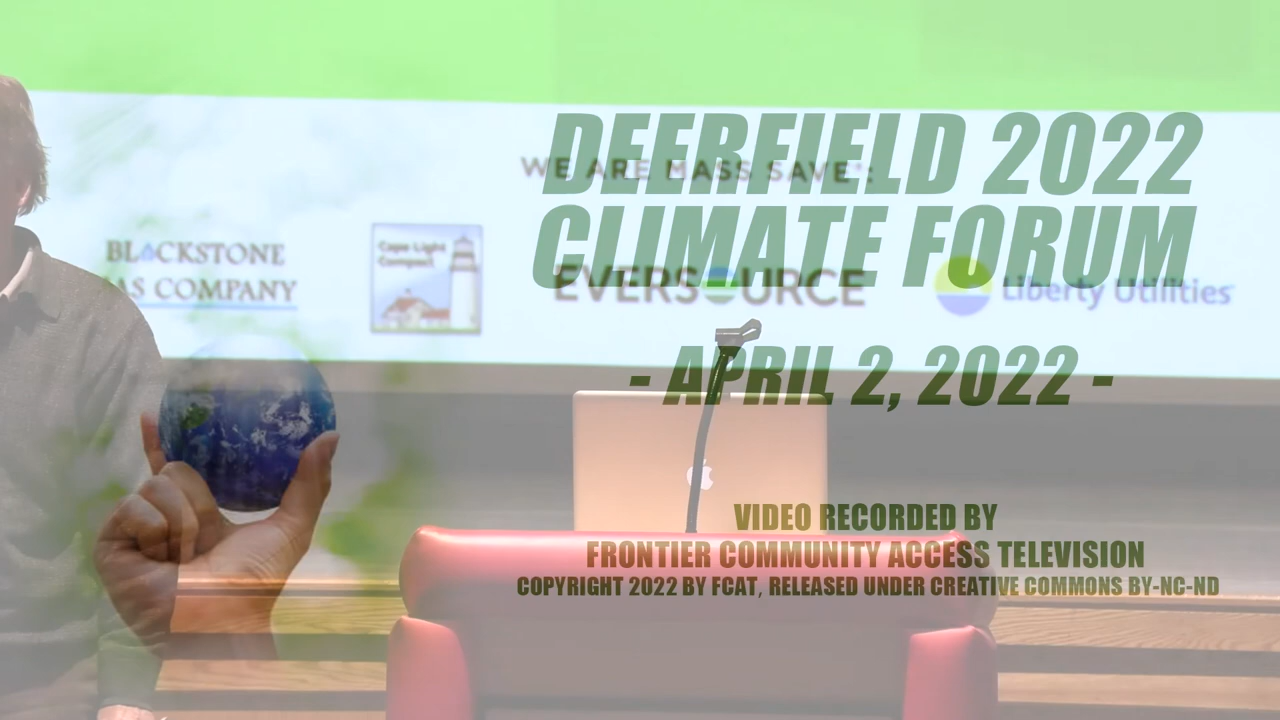 DEERFIELD 2022
WE ARE MASS SAVE®:
CLIMATE FORUM
BLACKSTONE
GAS COMPANY
Cape Light
Compact
EVERSOURCE
Liberty Utilities
- APRIL 2, 2022 -
VIDEO RECORDED BY
FRONTIER COMMUNITY ACCESS TELEVISION
COPYRIGHT 2022 BY FCAT, RELEASED UNDER CREATIVE COMMONS BY-NC-ND